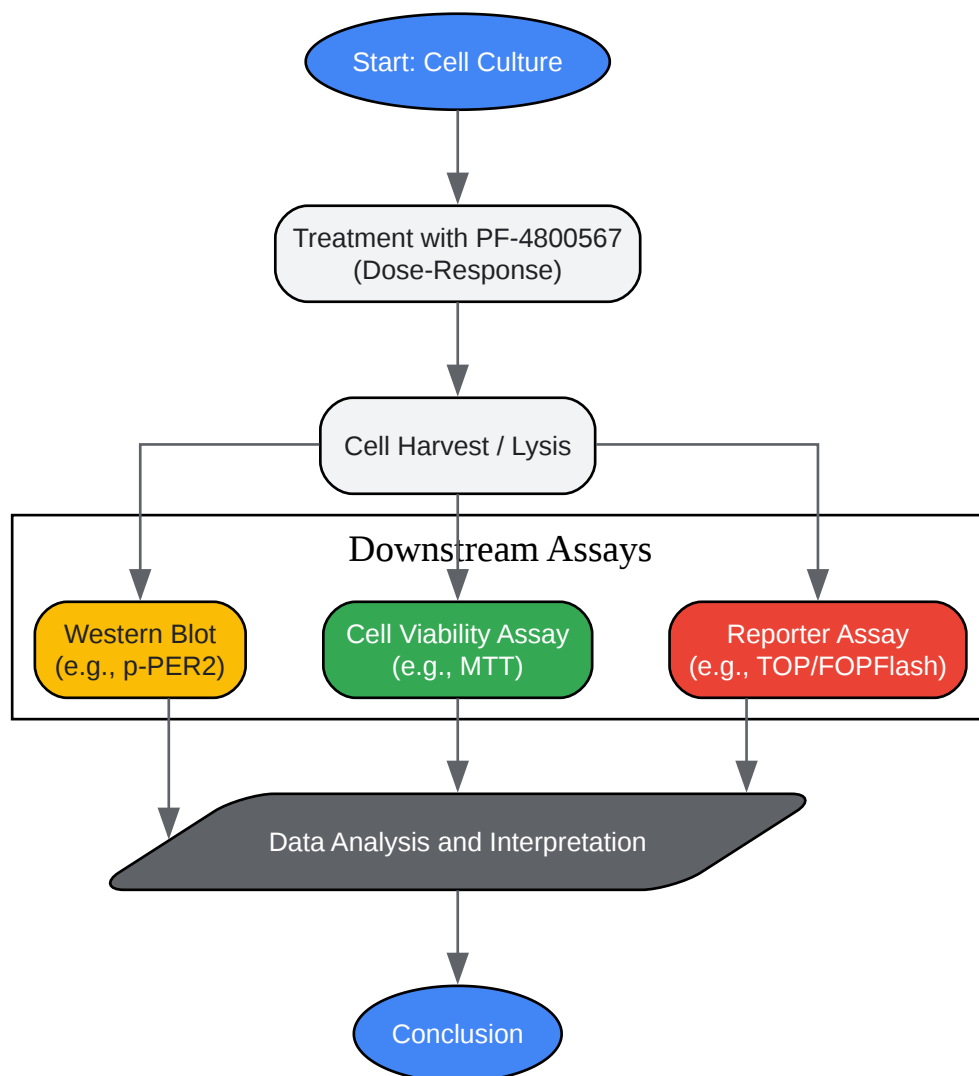 Start: Cell Culture
Treatment with PF-4800567
(Dose-Response)
Cell Harvest / Lysis
Downstream Assays
Western Blot
(e.g., p-PER2)
Cell Viability Assay
(e.g., MTT)
Reporter Assay
(e.g., TOP/FOPFlash)
Data Analysis and Interpretation
Conclusion